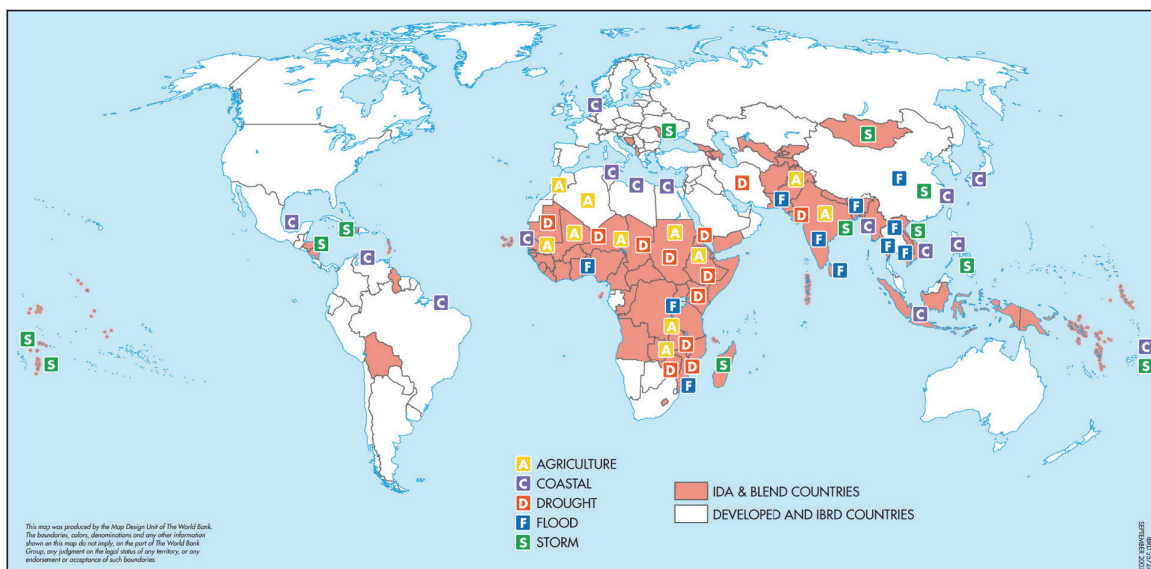 C
S
S
C
C
S
S
C
C
C
C
S
A
A
D
C
A
A
D
A
D
A
D
D
A
D
D
F
F
A
A
D
D
D
F
S
D
A
F
D
A
F
S
F
F
C
S
F
S
C
C
F
S
F
F
C
C
S
C
C
S
A AGRICULTURE
C COASTAL
D DROUGHT
F FLOOD
S STORM
IDA & BLEND COUNTRIES
DEVELOPED AND IBRD COUNTRIES
This map was produced by the Map Design Unit of The World Bank.
The boundaries, colors, denominations and any other information
shown on this map do not imply, on the part of The World Bank
Group, any judgment on the legal status of any territory, or any
endorsement or acceptance of such boundaries.
IBRD
SEPTEMBER